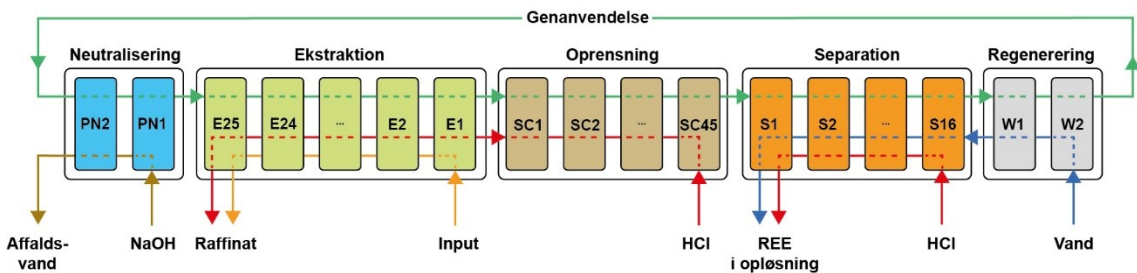 Genanvendelse
Neutralisering Ekstraktion Oprensning Separation Regenerering
PN2 PN1 E25 E24 ... E2 E1 SC1 SC2 ... SC45 S1 S2 ... S16 W1 W2
Affalds-
vand
NaOH Raffinat Input HCl
REE
i opløsning
HCl Vand